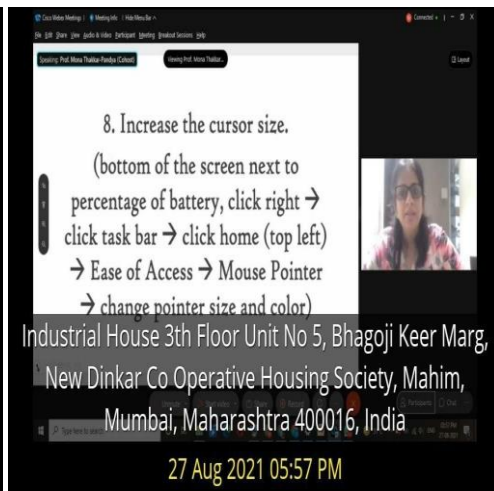 Cisco Webex Meetings
Meeting Info
Hide Menu Bar
Connected
File Edit Share View Audio & Video Participant Meeting Breakout Sessions Help
Speaking: Prof. Mona Thakkar-Pandya (Cohost)
Viewing Prof. Mona Thakkar...
Layout
8. Increase the cursor size.
(bottom of the screen next to
percentage of battery, click right →
click task bar → click home (top left)
→ Ease of Access → Mouse Pointer
→ change pointer size and color)
Industrial House 3th Floor Unit No 5, Bhagoji Keer Marg,
New Dinkar Co Operative Housing Society, Mahim,
Mumbai, Maharashtra 400016, India
Unmute Start video Share Record
Participants Chat
Type here to search
27 Aug 2021 05:57 PM